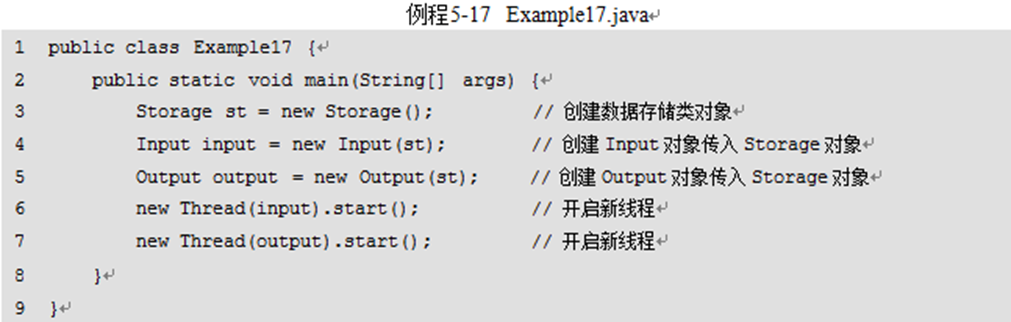 例程5-17 Example17.java↵
1 public class Example17 {↵
2 public static void main(String[] args) {↵
3 Storage st = new Storage(); // 创建数据存储类对象↵
4 Input input = new Input(st); // 创建 Input 对象传入 Storage 对象↵
5 Output output = new Output(st); // 创建 Output 对象传入 Storage 对象↵
6 new Thread(input).start(); // 开启新线程↵
7 new Thread(output).start(); // 开启新线程↵
8 }↵
9 }↵